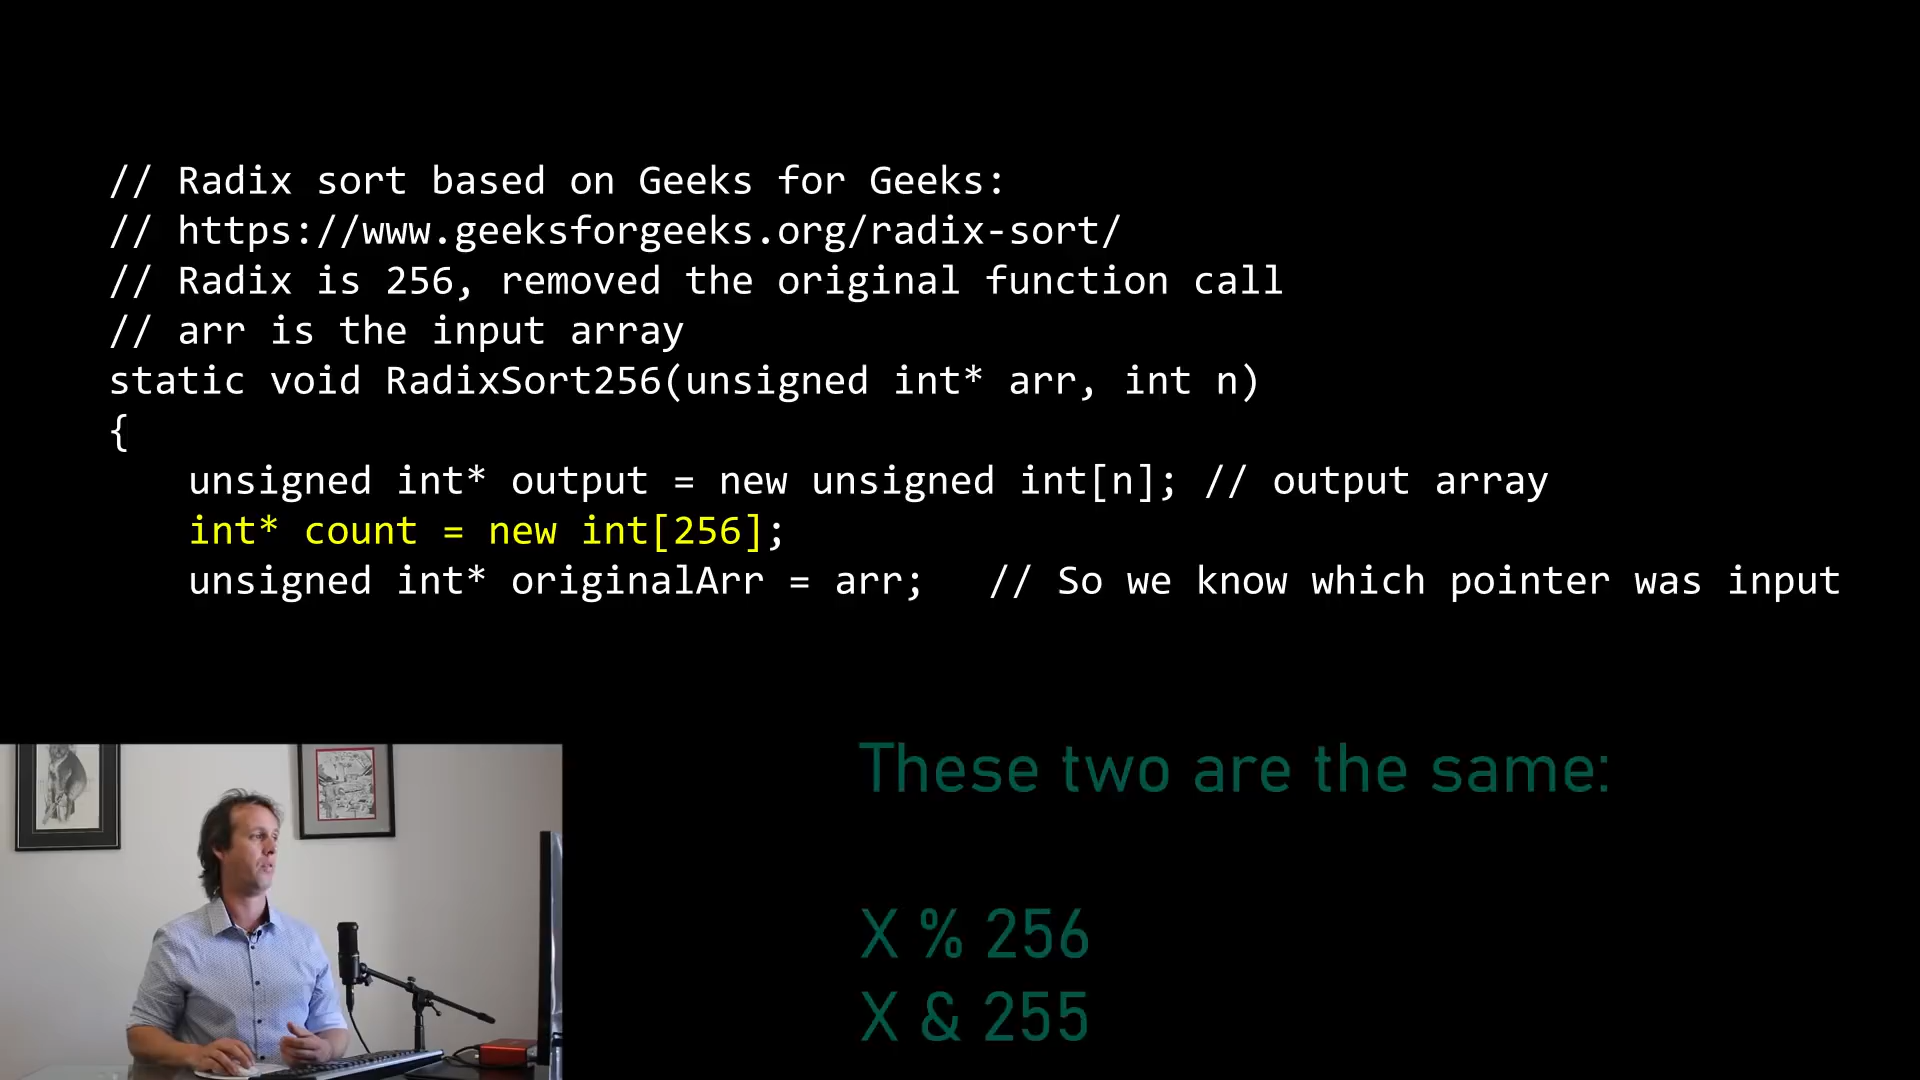 // Radix sort based on Geeks for Geeks:
// https://www.geeksforgeeks.org/radix-sort/
// Radix is 256, removed the original function call
// arr is the input array
static void RadixSort256(unsigned int* arr, int n)
{
unsigned int* output = new unsigned int[n]; // output array
int* count = new int[256];
unsigned int* originalArr = arr; // So we know which pointer was input
These two are the same:
X % 256
X & 255